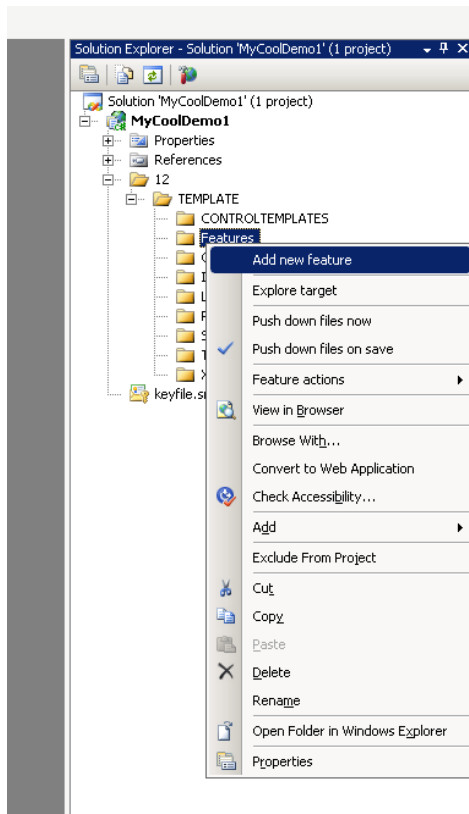 Solution Explorer - Solution 'MyCoolDemo1' (1 project)
Solution 'MyCoolDemo1' (1 project)
MyCoolDemo1
Properties
References
12
TEMPLATE
CONTROLTEMPLATES
Features
Add new feature
Explore target
Push down files now
Push down files on save
Feature actions
keyfile.sn
View in Browser
Browse With...
Convert to Web Application
Check Accessibility...
Add
Exclude From Project
Cut
Copy
Paste
Delete
Rename
Open Folder in Windows Explorer
Properties